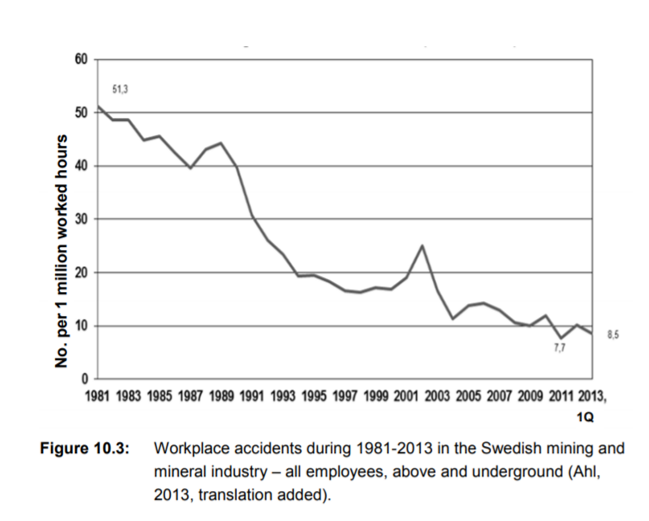 No. per 1 million worked hours
60
50
40
30
20
10
0
51,3
7,7
8,5
1981 1983 1985 1987 1989 1991 1993 1995 1997 1999 2001 2003 2005 2007 2009 2011 2013,
1Q
Figure 10.3: Workplace accidents during 1981-2013 in the Swedish mining and
mineral industry – all employees, above and underground (Ahl,
2013, translation added).